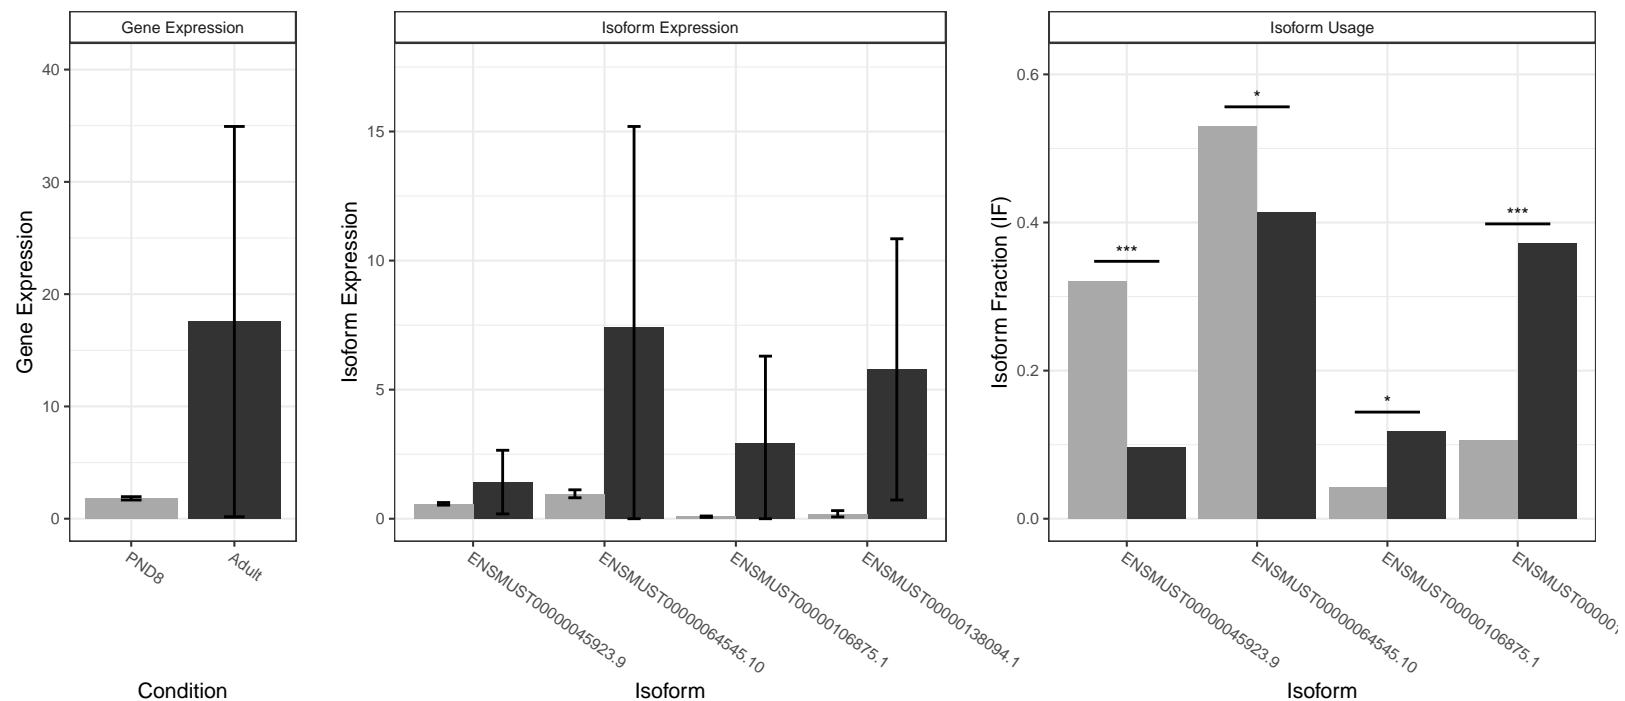 Gene Expression
Isoform Expression
Isoform Usage
Gene Expression
40
30
20
10
0
PND8
Adult
Condition
Isoform Expression
15
10
5
0
ENSMUST00000045923.9
ENSMUST00000064545.10
ENSMUST00000106875.1
ENSMUST00000138094.1
Isoform
Isoform Fraction (IF)
0.6
0.4
0.2
0.0
***
*
*
***
ENSMUST00000045923.9
ENSMUST00000064545.10
ENSMUST00000106875.1
Isoform